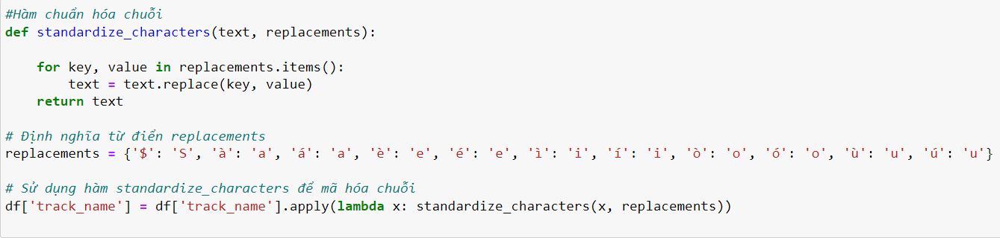 #Hàm chuẩn hóa chuỗi
def standardize_characters(text, replacements):
    for key, value in replacements.items():
        text = text.replace(key, value)
    return text
# Định nghĩa từ điển replacements
replacements = {'$': 'S', 'à': 'a', 'á': 'a', 'è': 'e', 'é': 'e', 'ì': 'i', 'í': 'i', 'ò': 'o', 'ó': 'o', 'ù': 'u', 'ú': 'u'}
# Sử dụng hàm standardize_characters để mã hóa chuỗi
df['track_name'] = df['track_name'].apply(lambda x: standardize_characters(x, replacements))